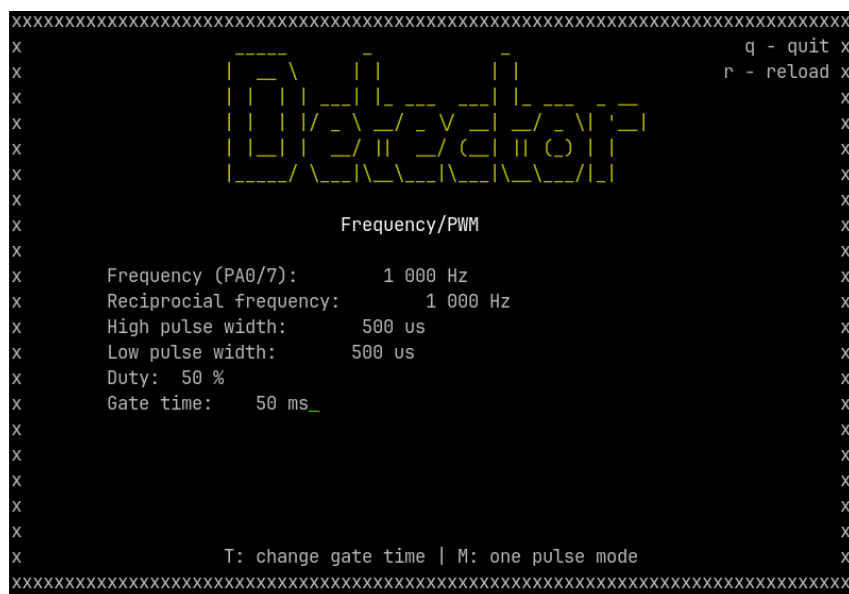 xxxxxxxxxxxxxxxxxxxxxxxxxxxxxxxxxxxxxxxxxxxxxxxxxxxxxxxxxxxxxxxxxxxxxxxxxxxxxxx
q - quit
r - reload
Detector
Frequency/PWM
Frequency (PA0/7): 1 000 Hz
Reciprocial frequency: 1 000 Hz
High pulse width: 500 us
Low pulse width: 500 us
Duty: 50 %
Gate time: 50 ms_
T: change gate time | M: one pulse mode
xxxxxxxxxxxxxxxxxxxxxxxxxxxxxxxxxxxxxxxxxxxxxxxxxxxxxxxxxxxxxxxxxxxxxxxxxxxxxxx